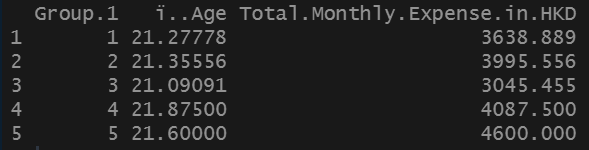 Group.1 ï..Age Total.Monthly.Expense.in.HKD
1 1 21.27778 3638.889
2 2 21.35556 3995.556
3 3 21.09091 3045.455
4 4 21.87500 4087.500
5 5 21.60000 4600.000